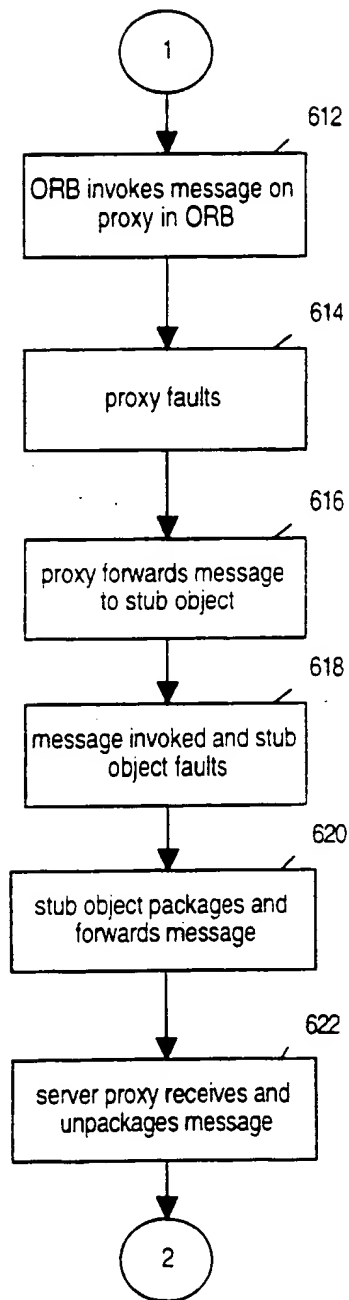 1
612
ORB invokes message on
proxy in ORB
614
proxy faults
616
proxy forwards message
to stub object
618
message invoked and stub
object faults
620
stub object packages and
forwards message
622
server proxy receives and
unpackages message
2